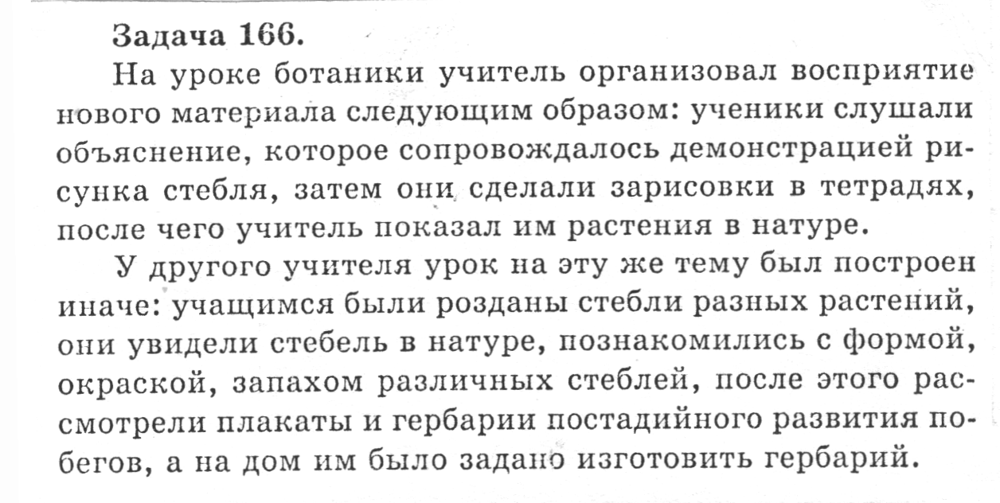 Задача 166.
На уроке ботаники учитель организовал восприятие
нового материала следующим образом: ученики слушали
объяснение, которое сопровождалось демонстрацией ри-
сунка стебля, затем они сделали зарисовки в тетрадях,
после чего учитель показал им растения в натуре.
У другого учителя урок на эту же тему был построен
иначе: учащимся были розданы стебли разных растений,
они увидели стебель в натуре, познакомились с формой,
окраской, запахом различных стеблей, после этого рас-
смотрели плакаты и гербарии постадийного развития по-
бегов, а на дом им было задано изготовить гербарий.